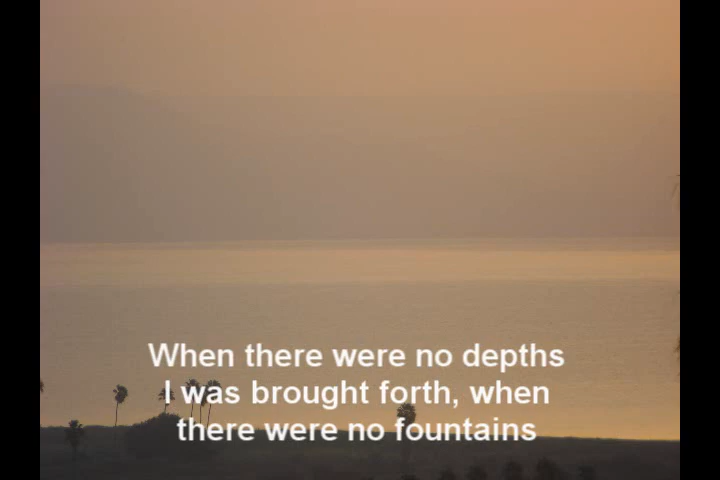 When there were no depths
I was brought forth, when
there were no fountains